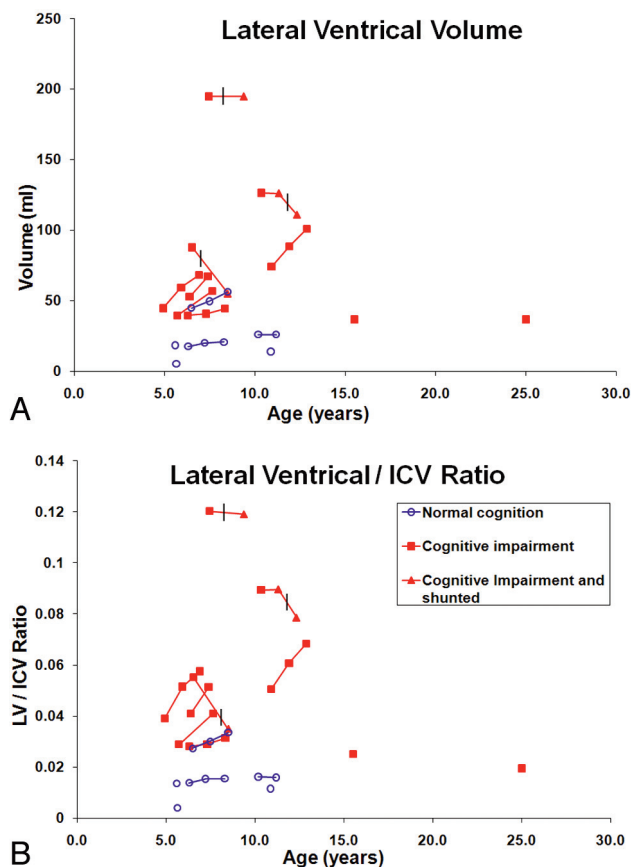 Lateral Ventrical Volume
250
200
150
100
50
0
Volume (ml)
0.0 5.0 10.0 15.0 20.0 25.0 30.0
Age (years)
A
Lateral Ventrical / ICV Ratio
0.14
0.12
0.1
0.08
0.06
0.04
0.02
0
LV / ICV Ratio
Normal cognition
Cognitive impairment
Cognitive Impairment and
shunted
0.0 5.0 10.0 15.0 20.0 25.0 30.0
Age (years)
B